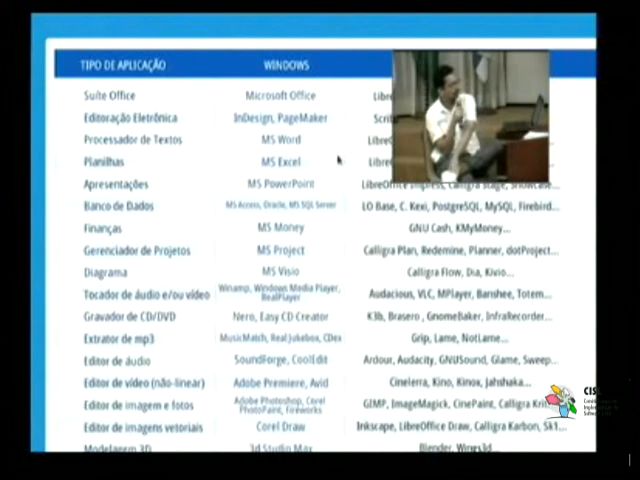 TIPO DE APLICAÇÃO WINDOWS
Suíte Office Microsoft Office Libre
Editoração Eletrônica InDesign, PageMaker Scrib
Processador de Textos MS Word Libre
Planilhas MS Excel Libre
Apresentações MS PowerPoint LibreOffice Impress, Calligra Stage, Showcase...
Banco de Dados MS Access, Oracle, MS SQL Server LO Base, C. Kexi, PostgreSQL, MySQL, Firebird...
Finanças MS Money GNU Cash, KMyMoney...
Gerenciador de Projetos MS Project Calligra Plan, Redemine, Planner, dotProject...
Diagrama MS Visio Calligra Flow, Dia, Kivio...
Tocador de áudio e/ou vídeo Winamp, Windows Media Player, RealPlayer Audacious, VLC, MPlayer, Banshee, Totem...
Gravador de CD/DVD Nero, Easy CD Creator K3b, Brasero, GnomeBaker, InfraRecorder...
Extrator de mp3 MusicMatch, Real Jukebox, CDex Grip, Lame, NotLame...
Editor de áudio SoundForge, CoolEdit Ardour, Audacity, GNUSound, Glame, Sweep...
Editor de vídeo (não-linear) Adobe Premiere, Avid Cinelerra, Kino, Kinox, Jahshaka...
Editor de imagem e fotos Adobe Photoshop, Corel PhotoPaint, Fireworks GIMP, ImageMagick, CinePaint, Calligra Kri
CIS
Editor de imagens vetoriais Corel Draw Inkscape, LibreOffice Draw, Calligra Karbon, Sk1...
Modelagem 3D 3d Studio Max Blender, Wings3d...